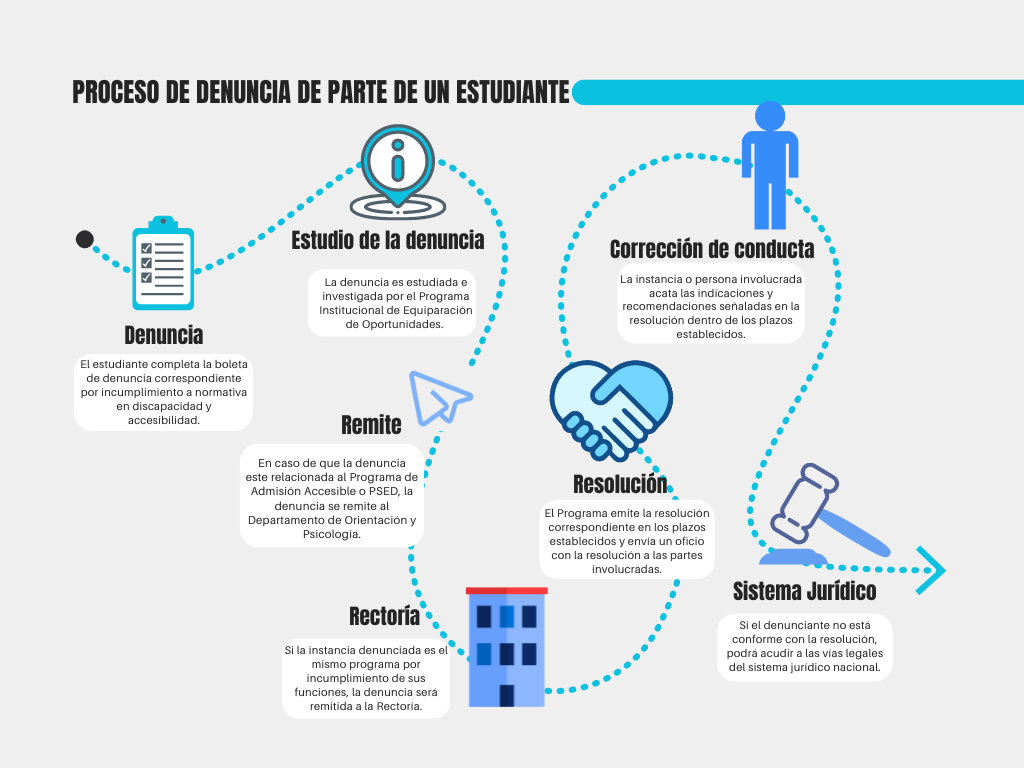 PROCESO DE DENUNCIA DE PARTE DE UN ESTUDIANTE
Denuncia
El estudiante completa la boleta
de denuncia correspondiente
por incumplimiento a normativa
en discapacidad y
accesibilidad.
Estudio de la denuncia
La denuncia es estudiada e
investigada por el Programa
Institucional de Equiparación
de Oportunidades.
Remite
En caso de que la denuncia
este relacionada al Programa de
Admisión Accesible o PSED, la
denuncia se remite al
Departamento de Orientación y
Psicología.
Rectoría
Si la instancia denunciada es el
mismo programa por
incumplimiento de sus
funciones, la denuncia será
remitida a la Rectoría.
Resolución
El Programa emite la resolución
correspondiente en los plazos
establecidos y envía un oficio
con la resolución a las partes
involucradas.
Corrección de conducta
La instancia o persona involucrada
acata las indicaciones y
recomendaciones señaladas en la
resolución dentro de los plazos
establecidos.
Sistema Jurídico
Si el denunciante no está
conforme con la resolución,
podrá acudir a las vías legales
del sistema jurídico nacional.